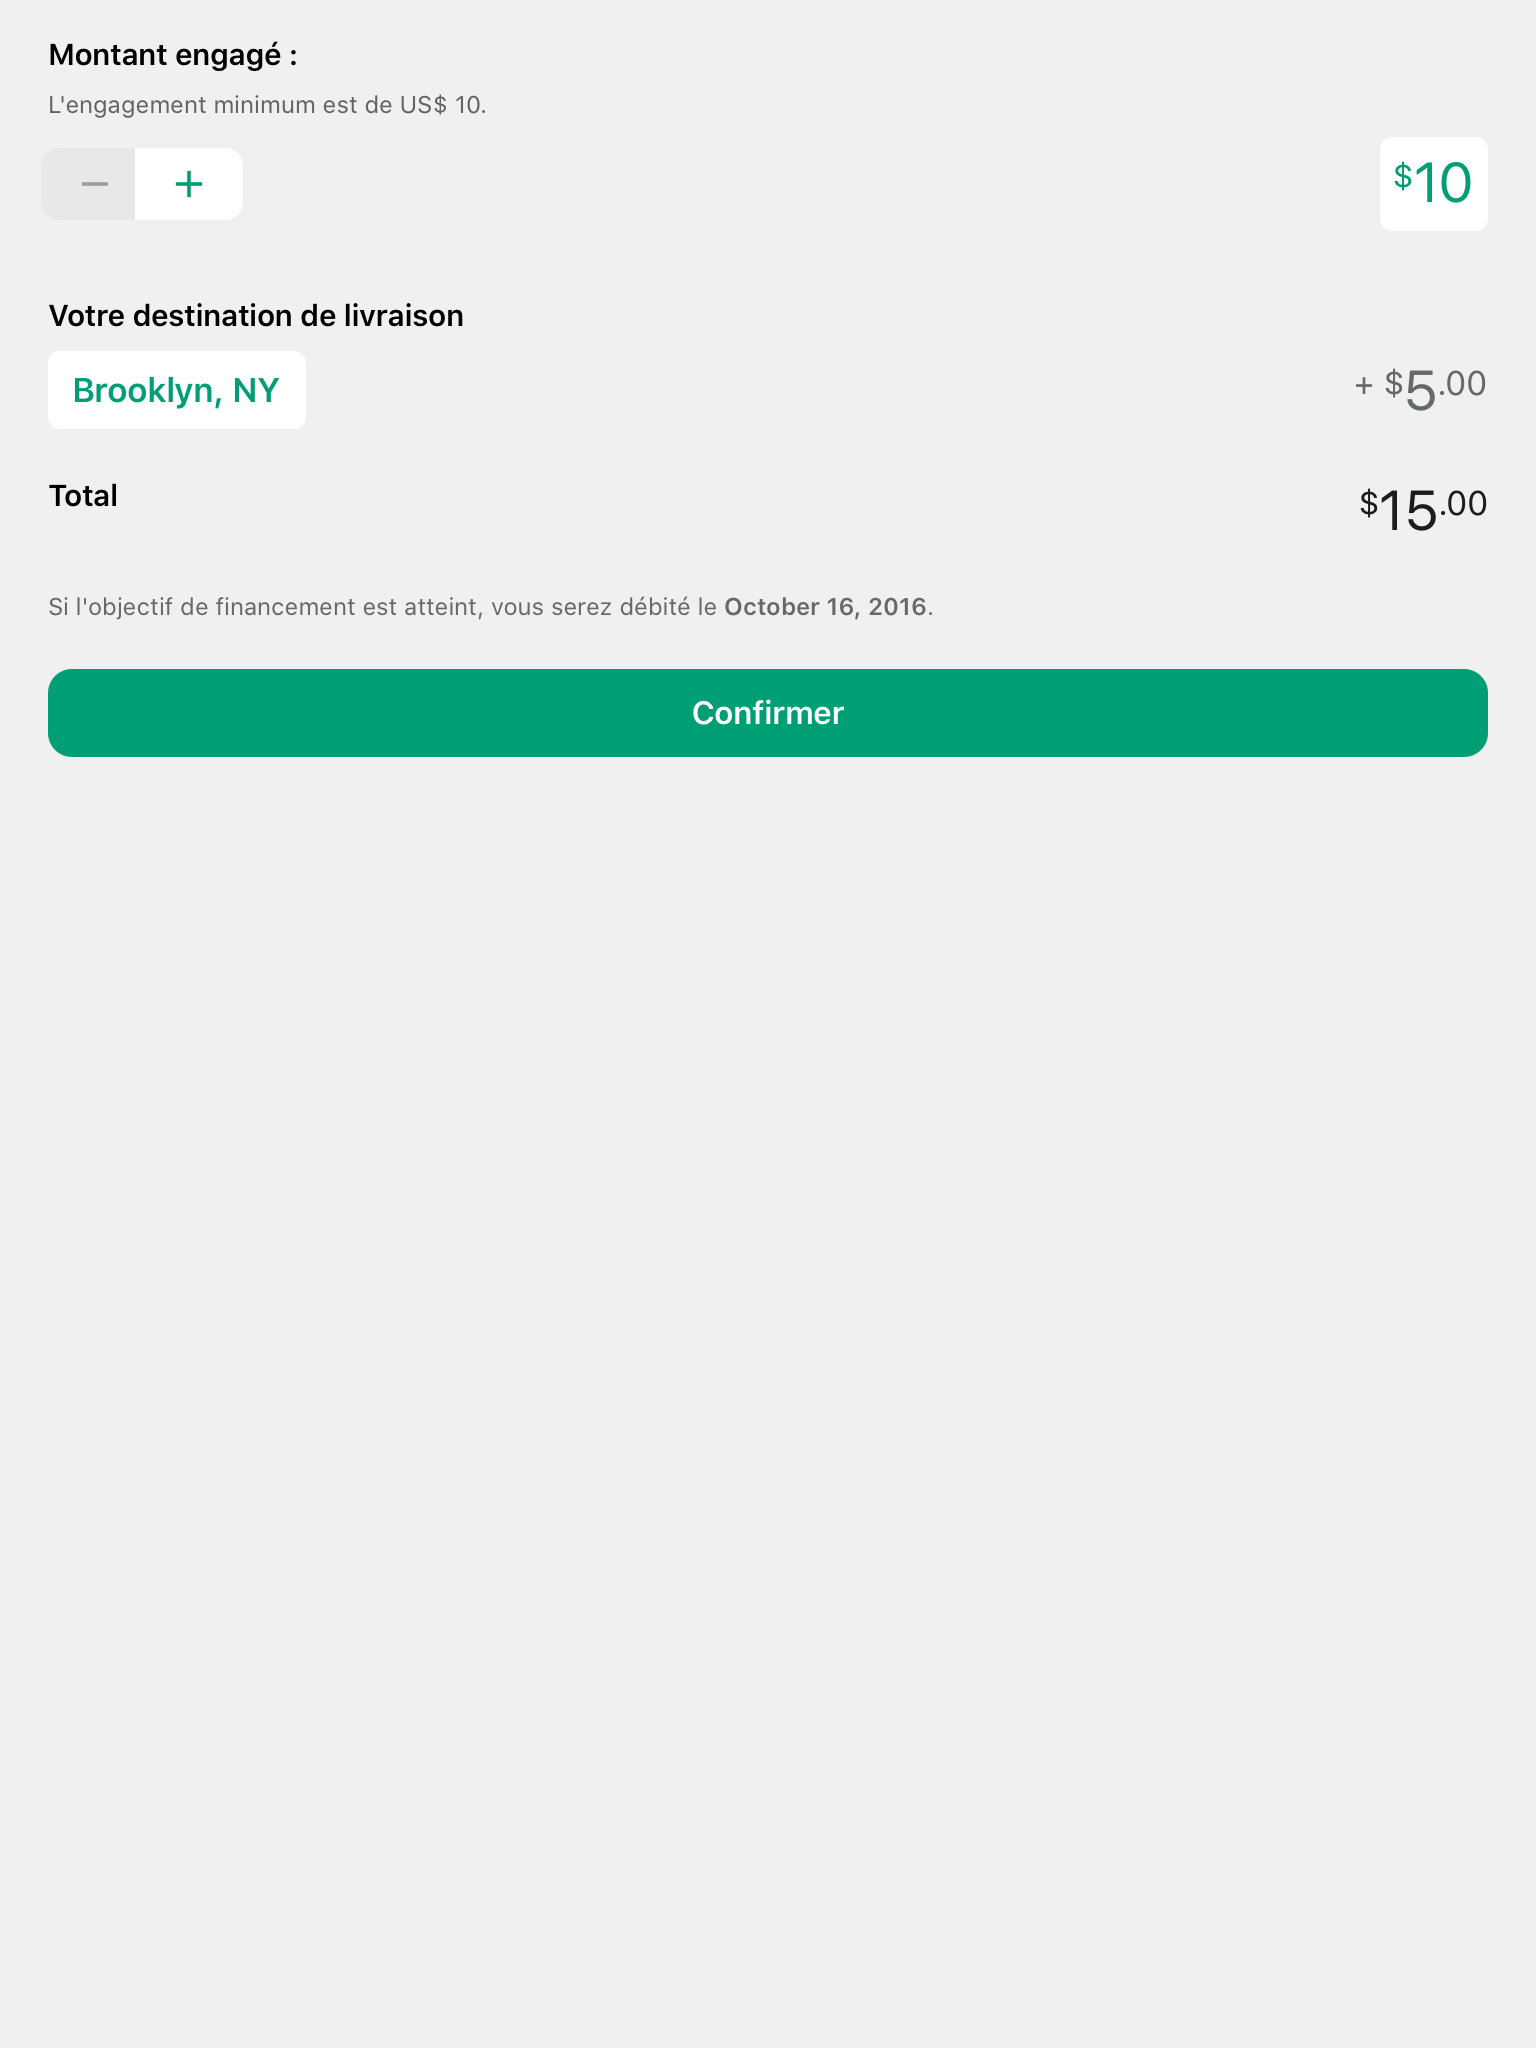 Montant engagé :
L'engagement minimum est de US$ 10.
− +
$10
Votre destination de livraison
Brooklyn, NY
+ $5.00
Total
$15.00
Si l'objectif de financement est atteint, vous serez débité le October 16, 2016.
Confirmer